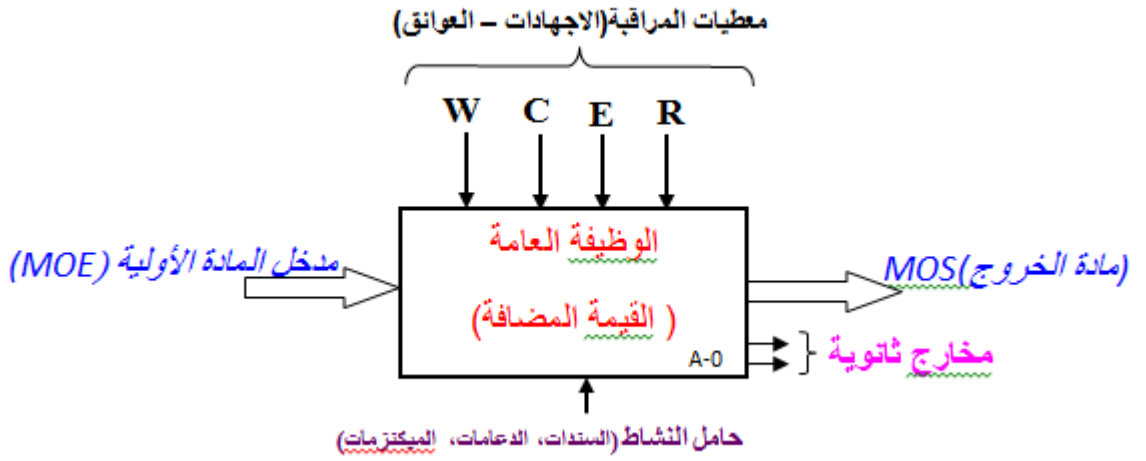 معطيات المراقبة(الاجهادات – العوائق)
W C E R
الوظيفة العامة
مدخل المادة الأولية (MOE)
MOS(مادة الخروج)
( القيمة المضافة)
A-0
مخارج ثانوية
حامل النشاط(السندات، الدعامات، الميكنزمات)